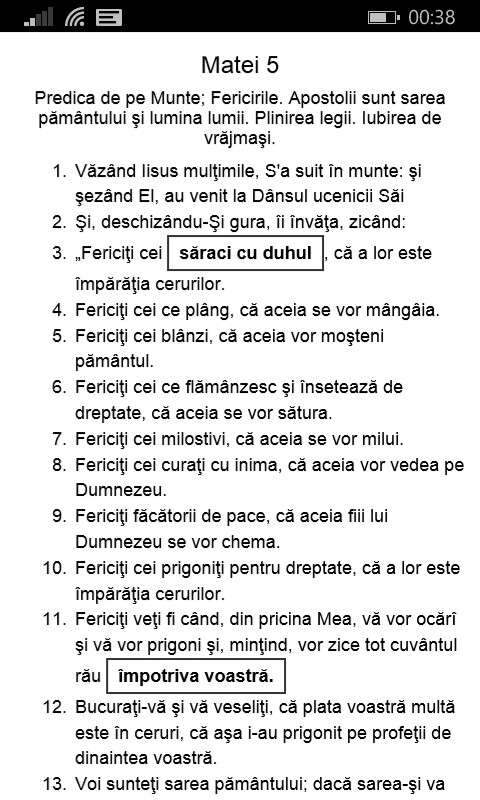 00:38
Matei 5
Predica de pe Munte; Fericirile. Apostolii sunt sarea
pământului şi lumina lumii. Plinirea legii. Iubirea de
vrăjmaşi.
1. Văzând Iisus mulţimile, S'a suit în munte: şi
şezând El, au venit la Dânsul ucenicii Săi
2. Şi, deschizându-Şi gura, îi învăţa, zicând:
3. „Fericiţi cei săraci cu duhul, că a lor este
împărăţia cerurilor.
4. Fericiţi cei ce plâng, că aceia se vor mângâia.
5. Fericiţi cei blânzi, că aceia vor moşteni
pământul.
6. Fericiţi cei ce flămânzesc şi însetează de
dreptate, că aceia se vor sătura.
7. Fericiţi cei milostivi, că aceia se vor milui.
8. Fericiţi cei curaţi cu inima, că aceia vor vedea pe
Dumnezeu.
9. Fericiţi făcătorii de pace, că aceia fiii lui
Dumnezeu se vor chema.
10. Fericiţi cei prigoniţi pentru dreptate, că a lor este
împărăţia cerurilor.
11. Fericiţi veţi fi când, din pricina Mea, vă vor ocărî
şi vă vor prigoni şi, minţind, vor zice tot cuvântul
rău împotriva voastră.
12. Bucuraţi-vă şi vă veseliţi, că plata voastră multă
este în ceruri, că aşa i-au prigonit pe profeţii de
dinaintea voastră.
13. Voi sunteţi sarea pământului; dacă sarea-şi va